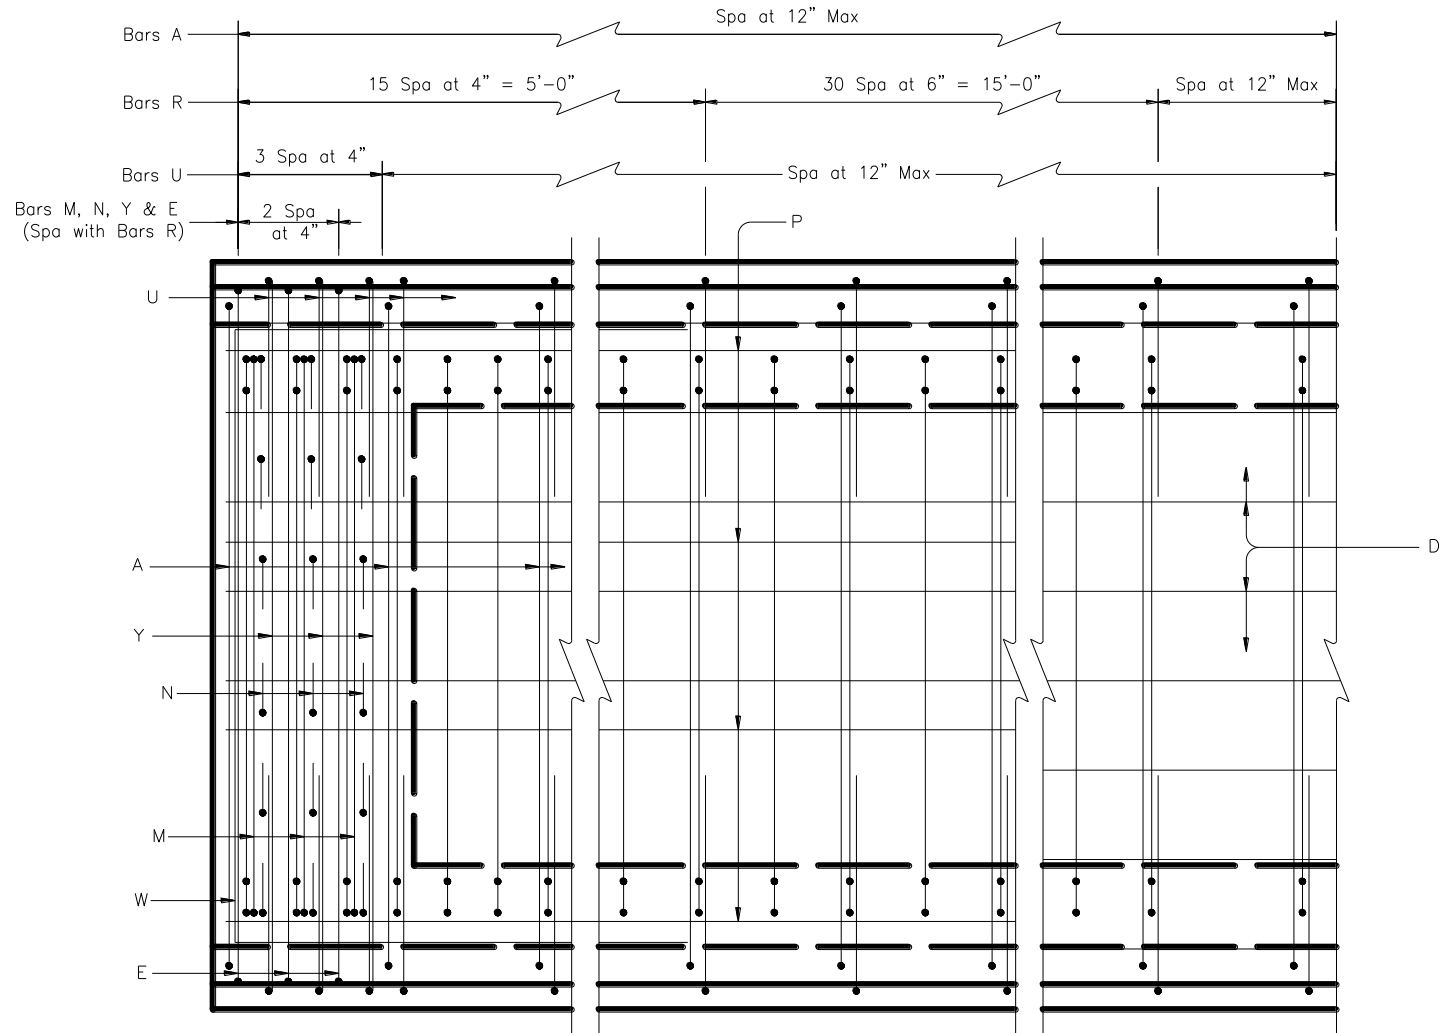 Spa at 12” Max
Bars A
15 Spa at 4” = 5’-0”
30 Spa at 6” = 15’-0”
Spa at 12” Max
Bars R
3 Spa at 4”
Bars U
Spa at 12” Max
Bars M, N, Y & E
(Spa with Bars R)
2 Spa
at 4”
P
U
D
A
Y
N
M
W
E